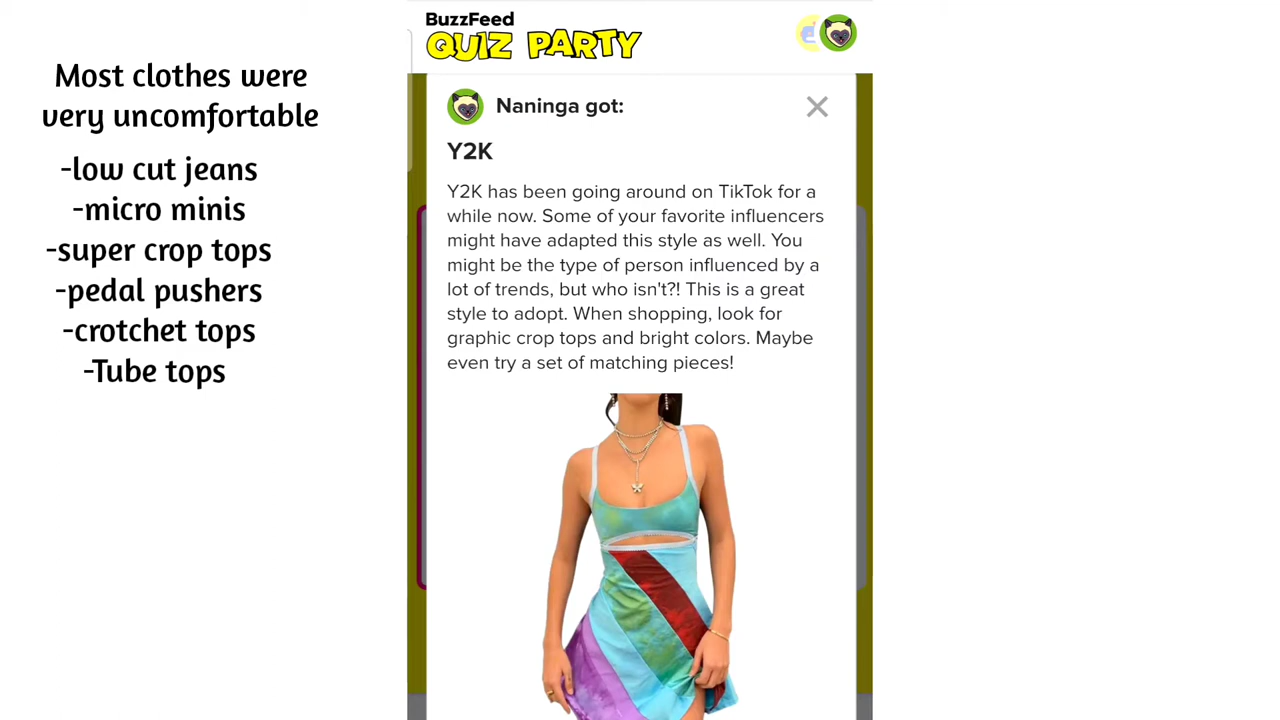 Most clothes were
very uncomfortable
-low cut jeans
-micro minis
-super crop tops
-pedal pushers
-crotchet tops
-Tube tops
BuzzFeed
QUIZ PARTY
Naninga got:
Y2K
Y2K has been going around on TikTok for a
while now. Some of your favorite influencers
might have adapted this style as well. You
might be the type of person influenced by a
lot of trends, but who isn't?! This is a great
style to adopt. When shopping, look for
graphic crop tops and bright colors. Maybe
even try a set of matching pieces!